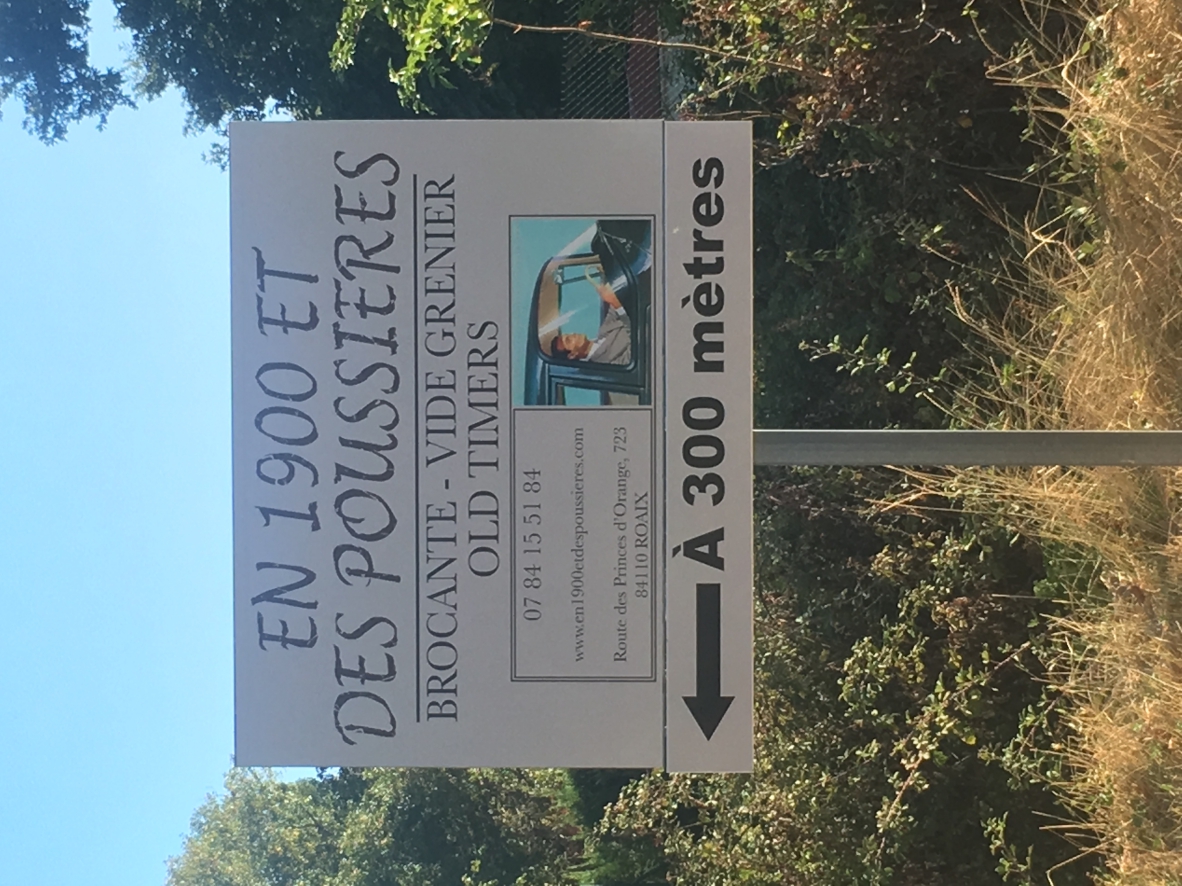 EN 1900 ET
DES POUSSIERES
BROCANTE - VIDE GRENIER
OLD TIMERS
07 84 15 51 84
www.en1900etdespoussieres.com
Route des Princes d'Orange, 723
84110 ROAIX
À 300 mètres